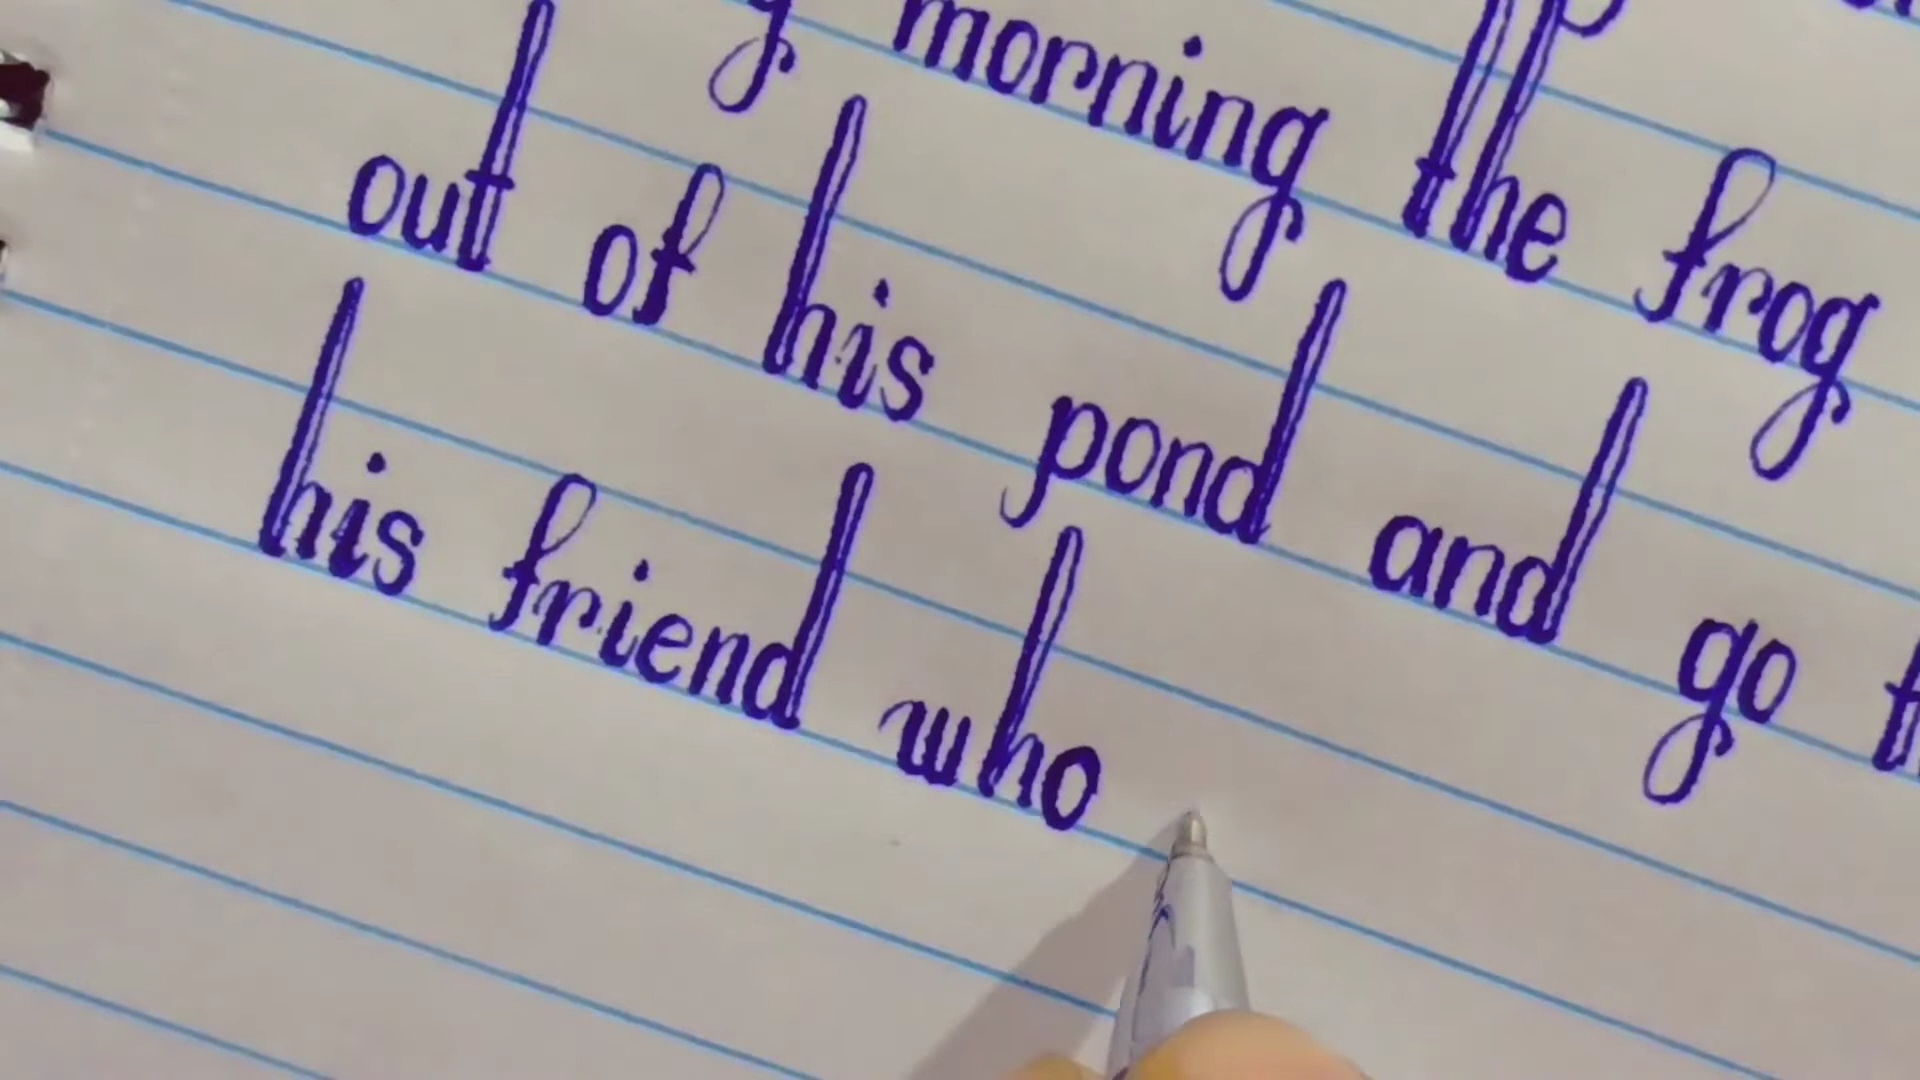 morning the frog
out of his pond and go
his friend who